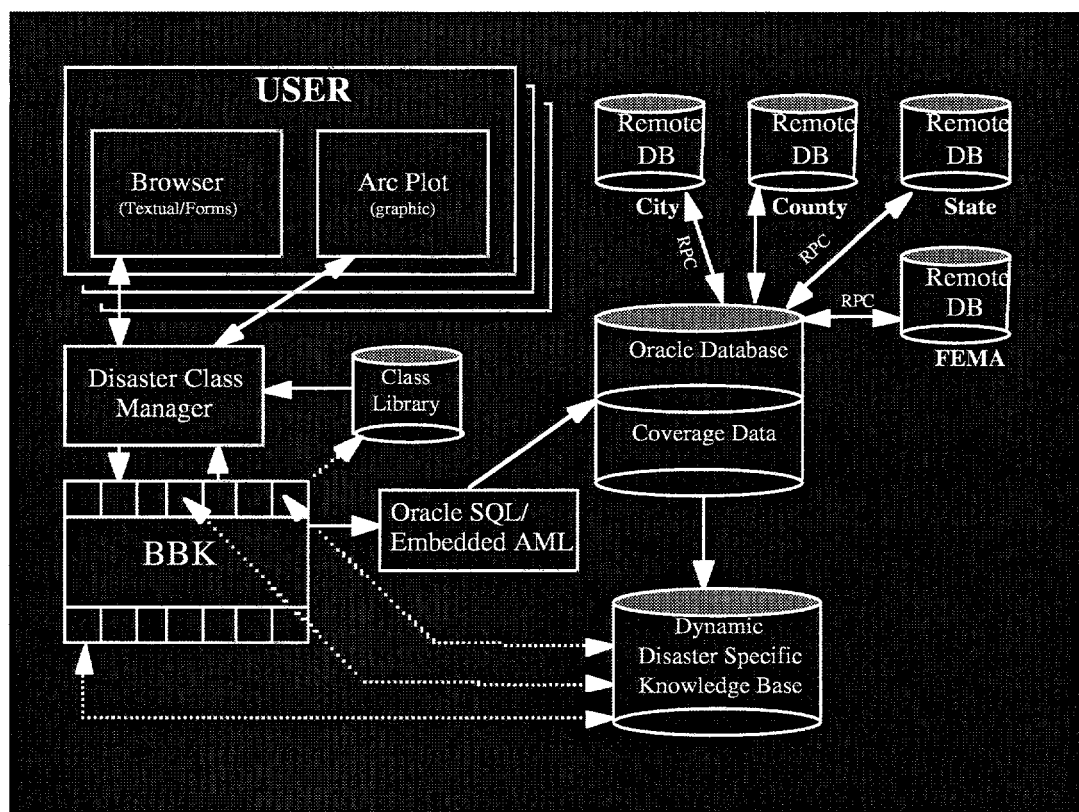 USER
Browser
(Textual/Forms)
Arc Plot
(graphic)
Remote
DB
City
Remote
DB
County
Remote
DB
State
RPC
RPC
RPC
Remote
DB
FEMA
Disaster Class
Manager
Class
Library
Oracle Database
Coverage Data
BBK
Oracle SQL/
Embedded AML
Dynamic
Disaster Specific
Knowledge Base